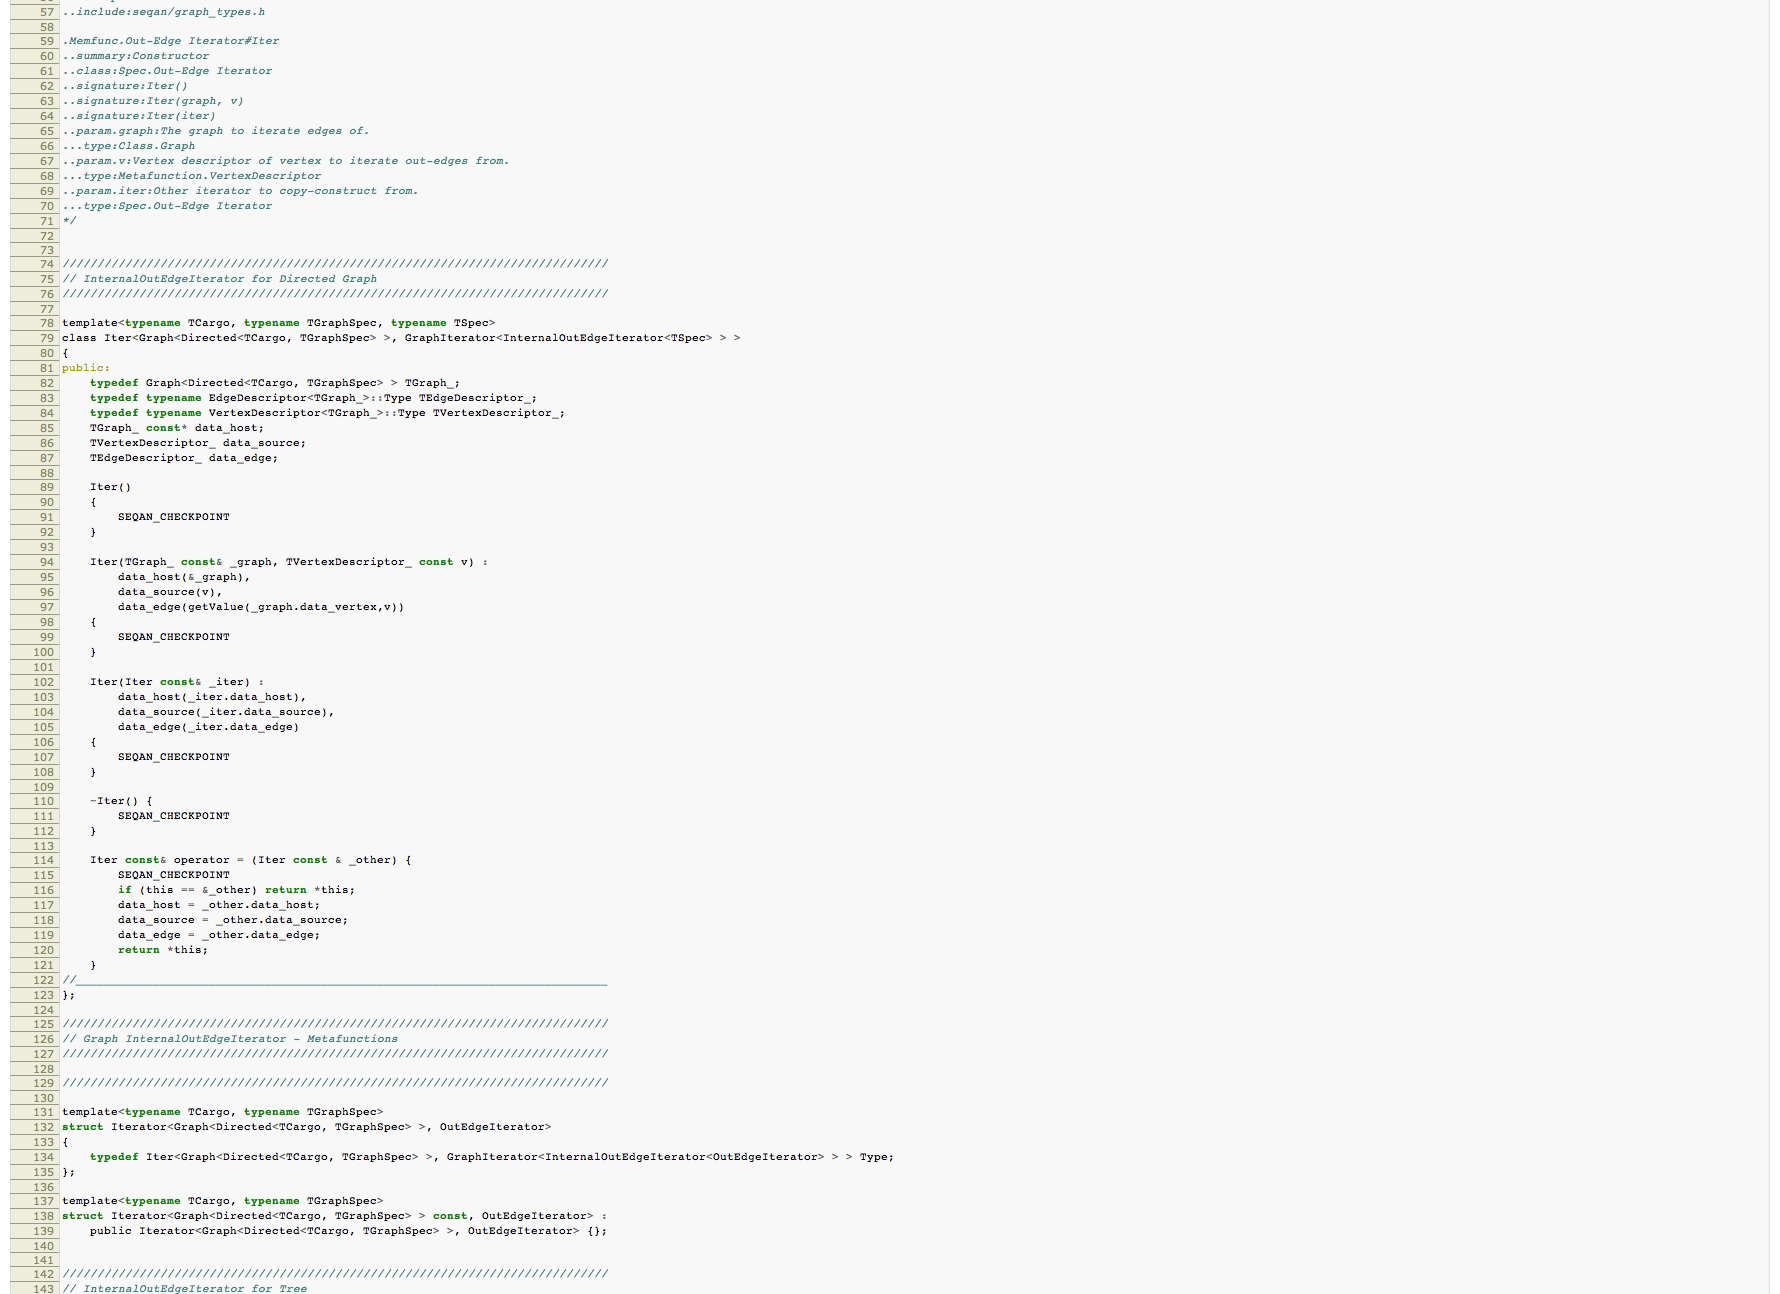 57 ..include:seqan/graph_types.h
58
59 .Memfunc.Out-Edge Iterator#Iter
60 ..summary:Constructor
61 ..class:Spec.Out-Edge Iterator
62 ..signature:Iter()
63 ..signature:Iter(graph, v)
64 ..signature:Iter(iter)
65 ..param.graph:The graph to iterate edges of.
66 ...type:Class.Graph
67 ..param.v:Vertex descriptor of vertex to iterate out-edges from.
68 ...type:Metafunction.VertexDescriptor
69 ..param.iter:Other iterator to copy-construct from.
70 ...type:Spec.Out-Edge Iterator
71 */
72
73
74 //////////////////////////////////////////////////////////////////////////////
75 // InternalOutEdgeIterator for Directed Graph
76 //////////////////////////////////////////////////////////////////////////////
77
78 template<typename TCargo, typename TGraphSpec, typename TSpec>
79 class Iter<Graph<Directed<TCargo, TGraphSpec> >, GraphIterator<InternalOutEdgeIterator<TSpec> > >
80 {
81 public:
82     typedef Graph<Directed<TCargo, TGraphSpec> > TGraph_;
83     typedef typename EdgeDescriptor<TGraph_>::Type TEdgeDescriptor_;
84     typedef typename VertexDescriptor<TGraph_>::Type TVertexDescriptor_;
85     TGraph_ const* data_host;
86     TVertexDescriptor_ data_source;
87     TEdgeDescriptor_ data_edge;
88
89     Iter()
90     {
91         SEQAN_CHECKPOINT
92     }
93
94     Iter(TGraph_ const& _graph, TVertexDescriptor_ const v) :
95         data_host(&_graph),
96         data_source(v),
97         data_edge(getValue(_graph.data_vertex,v))
98     {
99         SEQAN_CHECKPOINT
100     }
101
102     Iter(Iter const& _iter) :
103         data_host(_iter.data_host),
104         data_source(_iter.data_source),
105         data_edge(_iter.data_edge)
106     {
107         SEQAN_CHECKPOINT
108     }
109
110     ~Iter() {
111         SEQAN_CHECKPOINT
112     }
113
114     Iter const& operator = (Iter const & _other) {
115         SEQAN_CHECKPOINT
116         if (this == &_other) return *this;
117         data_host = _other.data_host;
118         data_source = _other.data_source;
119         data_edge = _other.data_edge;
120         return *this;
121     }
122 //____________________________________________________________________________
123 };
124
125 //////////////////////////////////////////////////////////////////////////////
126 // Graph InternalOutEdgeIterator - Metafunctions
127 //////////////////////////////////////////////////////////////////////////////
128
129 //////////////////////////////////////////////////////////////////////////////
130
131 template<typename TCargo, typename TGraphSpec>
132 struct Iterator<Graph<Directed<TCargo, TGraphSpec> >, OutEdgeIterator>
133 {
134     typedef Iter<Graph<Directed<TCargo, TGraphSpec> >, GraphIterator<InternalOutEdgeIterator<OutEdgeIterator> > > Type;
135 };
136
137 template<typename TCargo, typename TGraphSpec>
138 struct Iterator<Graph<Directed<TCargo, TGraphSpec> > const, OutEdgeIterator> :
139     public Iterator<Graph<Directed<TCargo, TGraphSpec> >, OutEdgeIterator> {};
140
141
142 //////////////////////////////////////////////////////////////////////////////
143 // InternalOutEdgeIterator for Tree